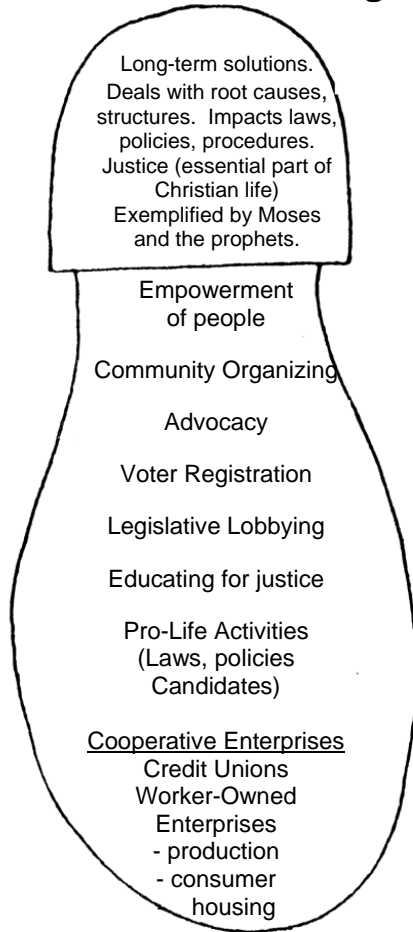 Long-term solutions.
Deals with root causes,
structures. Impacts laws,
policies, procedures.
Justice (essential part of
Christian life)
Exemplified by Moses
and the prophets.
Empowerment
of people
Community Organizing
Advocacy
Voter Registration
Legislative Lobbying
Educating for justice
Pro-Life Activities
(Laws, policies
Candidates)
Cooperative Enterprises
Credit Unions
Worker-Owned
Enterprises
- production
- consumer
housing